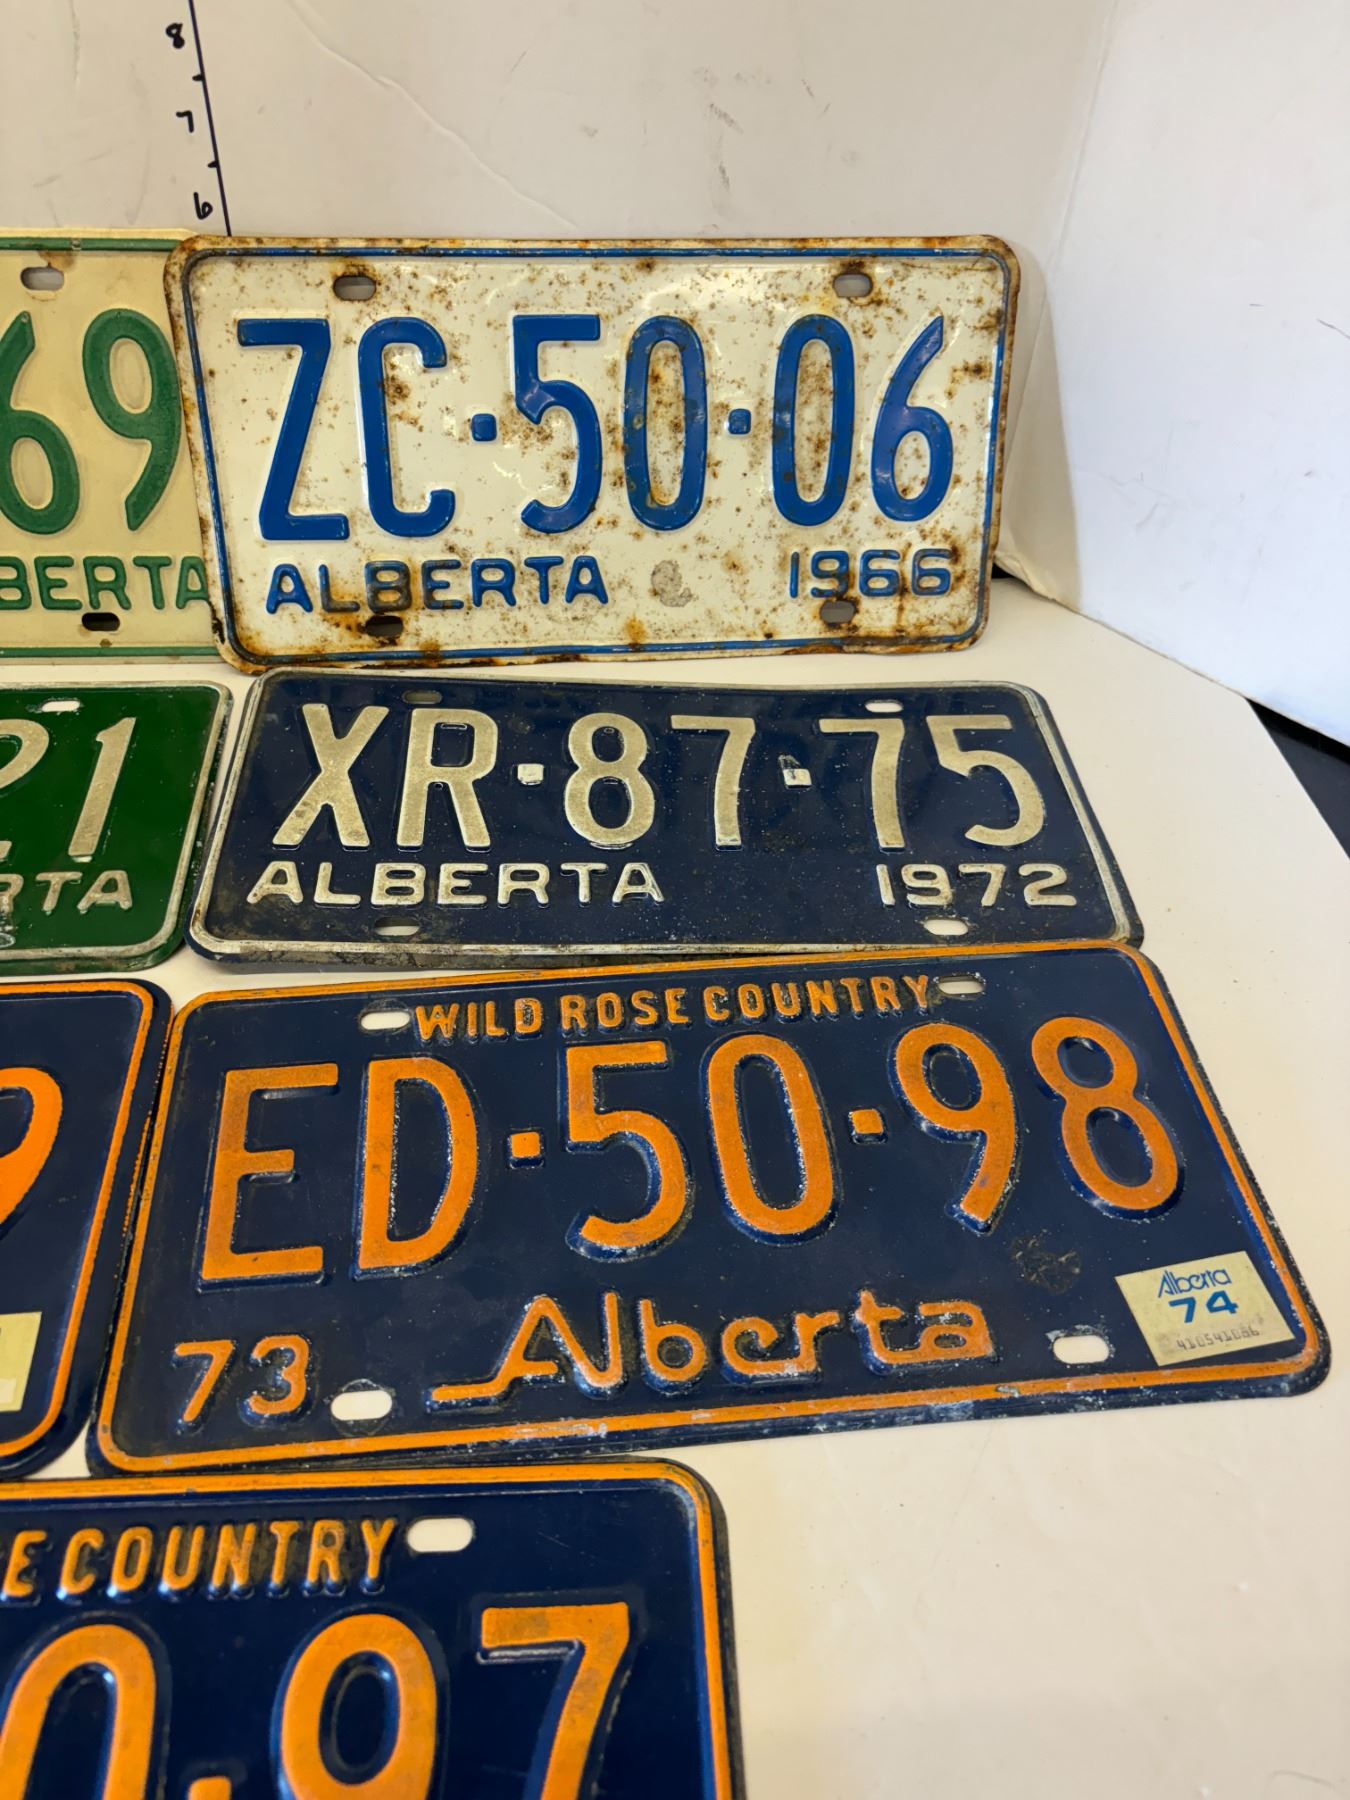 8
7
6
69
BERTA
ZC·50·06
ALBERTA 1966
21
RTA
XR·87·75
ALBERTA 1972
WILD ROSE COUNTRY
ED·50·98
73 Alberta
Alberta
74
9
E COUNTRY
0·97